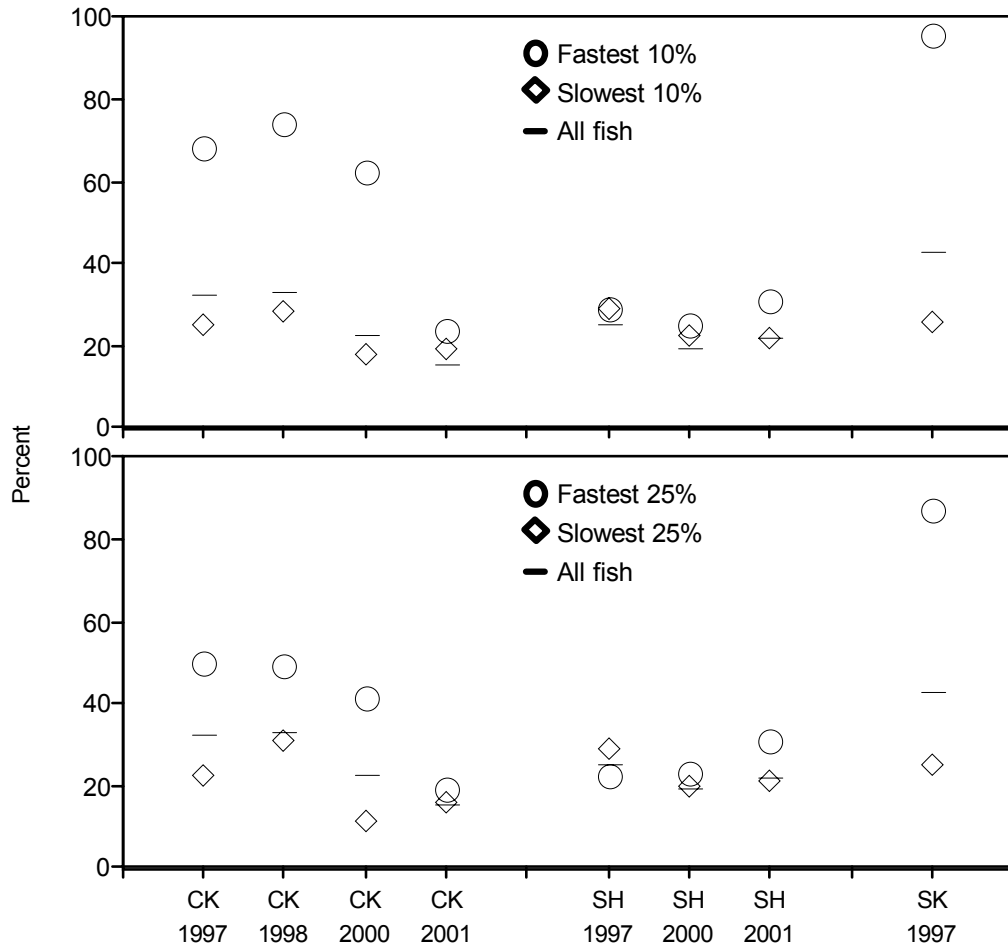 100
80
60
40
20
0
Fastest 10%
Slowest 10%
All fish
Percent
100
80
60
40
20
0
Fastest 25%
Slowest 25%
All fish
CK CK CK CK SH SH SH SK
1997 1998 2000 2001 1997 2000 2001 1997